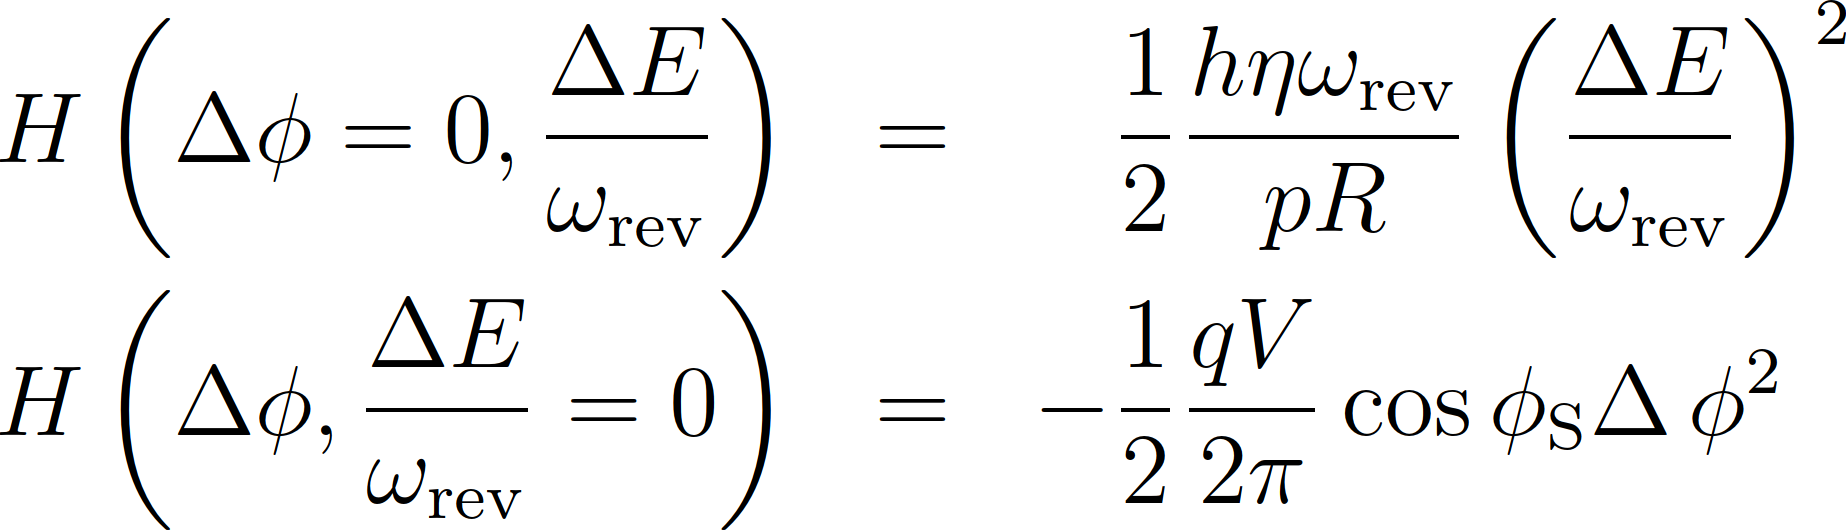 H(Δϕ = 0, ΔE/ω_rev) = 1/2 hηω_rev/pR (ΔE/ω_rev)^2
H(Δϕ, ΔE/ω_rev = 0) = −1/2 qV/2π cos ϕ_S Δ ϕ^2